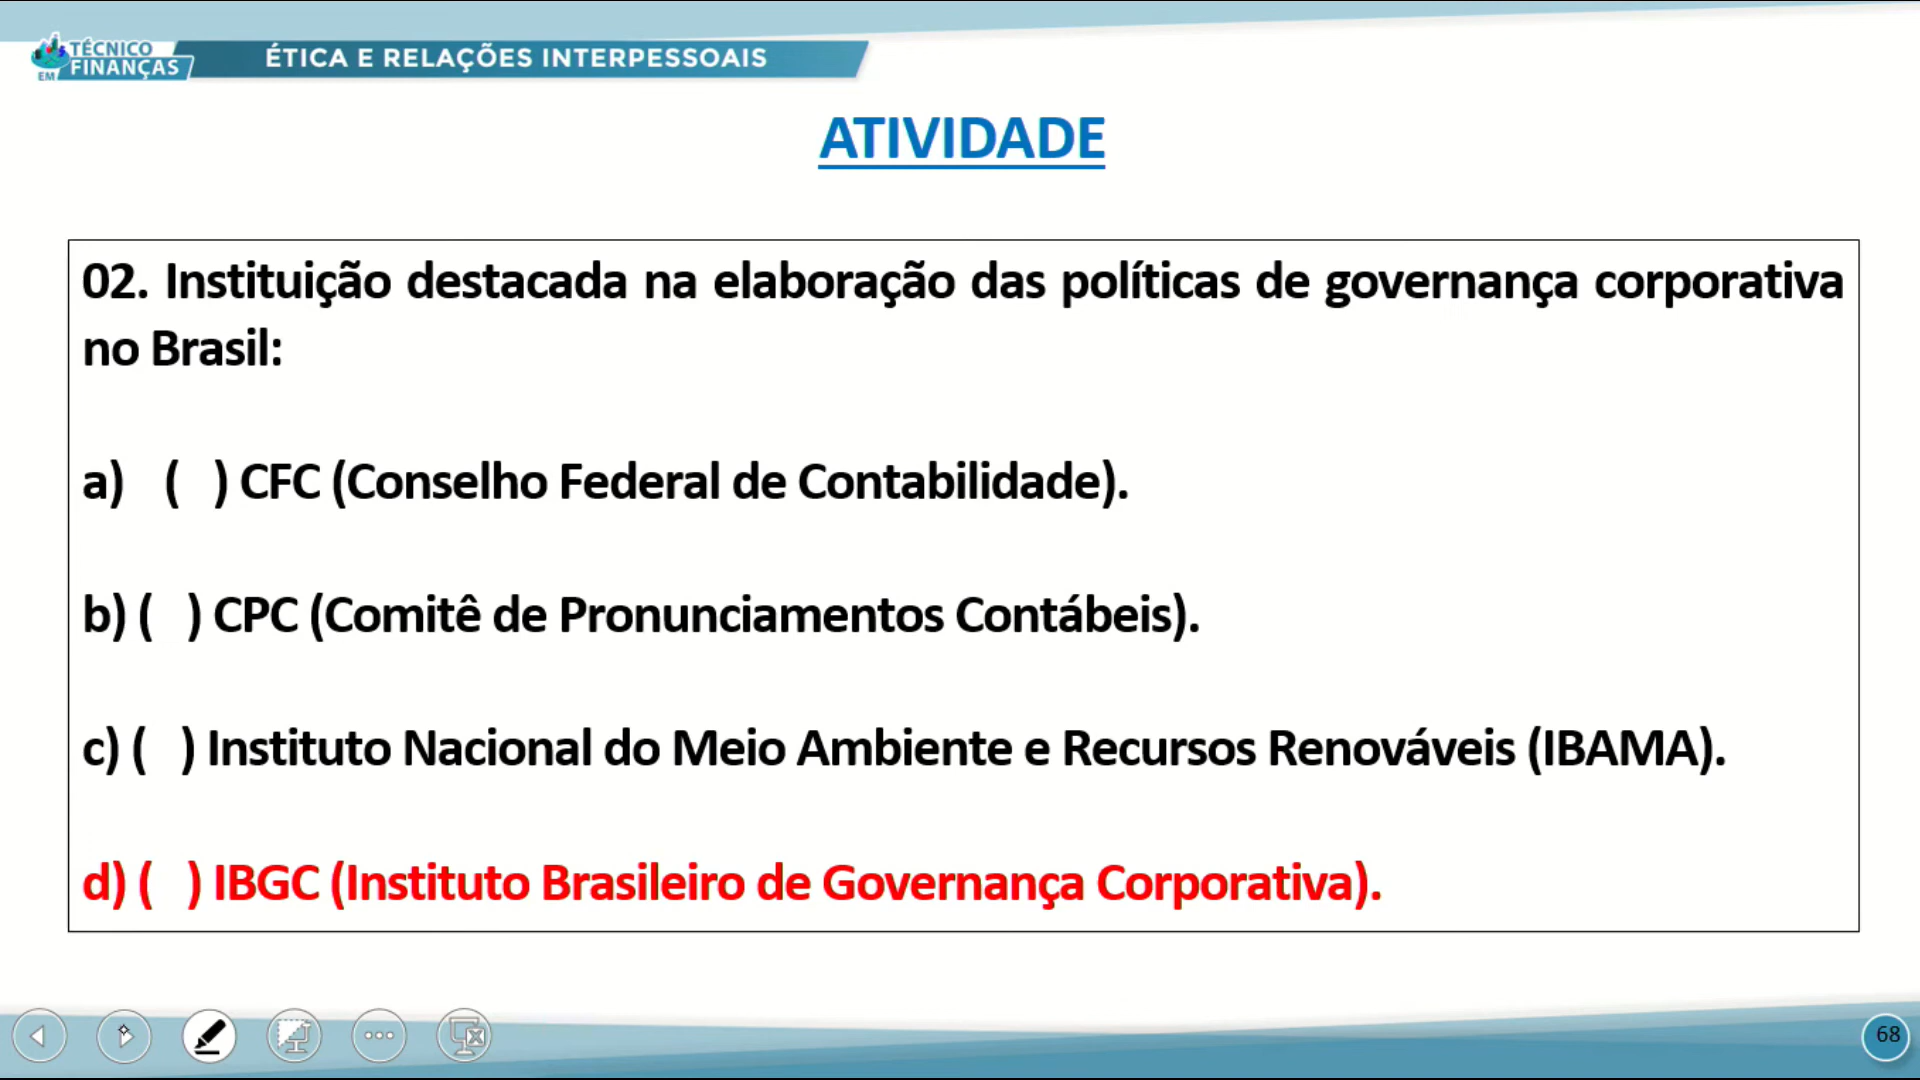 TÉCNICO
EM FINANÇAS
ÉTICA E RELAÇÕES INTERPESSOAIS
ATIVIDADE
02. Instituição destacada na elaboração das políticas de governança corporativa
no Brasil:
a) ( ) CFC (Conselho Federal de Contabilidade).
b) ( ) CPC (Comitê de Pronunciamentos Contábeis).
c) ( ) Instituto Nacional do Meio Ambiente e Recursos Renováveis (IBAMA).
d) ( ) IBGC (Instituto Brasileiro de Governança Corporativa).
68